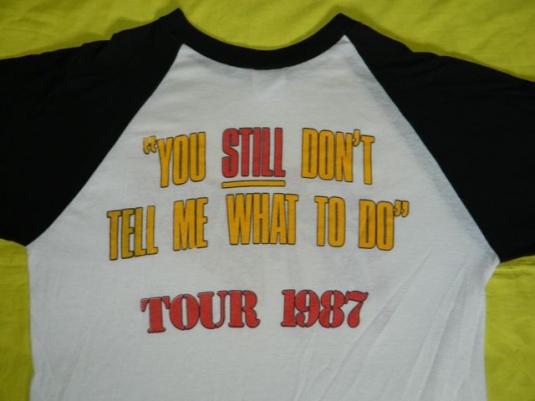 "YOU STILL DON'T
TELL ME WHAT TO DO"
TOUR 1987